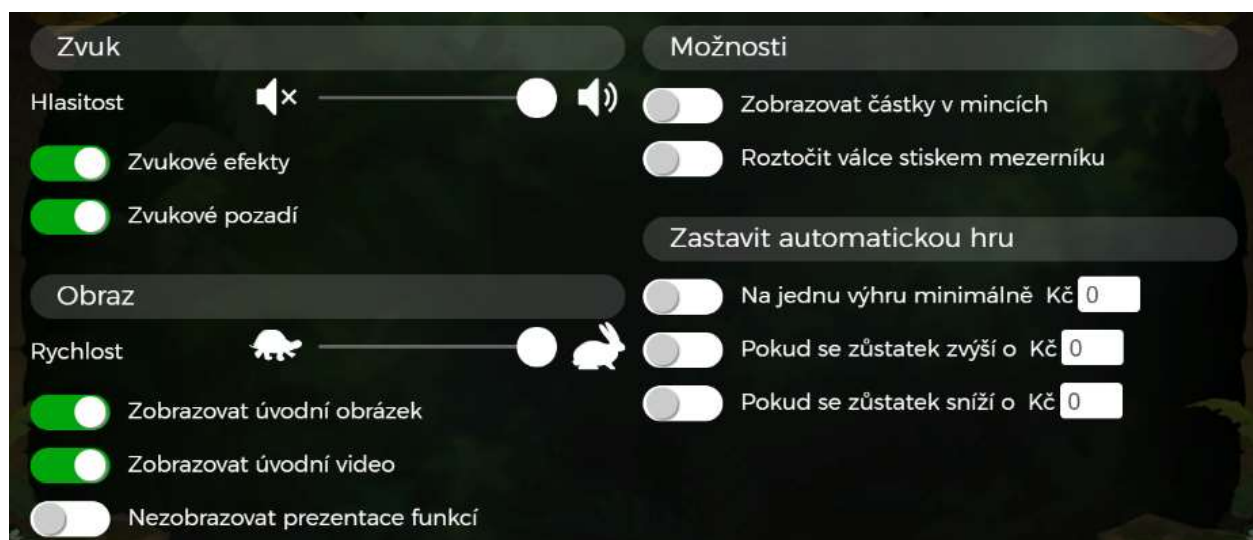 Zvuk
Hlasitost
Zvukové efekty
Zvukové pozadí
Obraz
Rychlost
Zobrazovat úvodní obrázek
Zobrazovat úvodní video
Nezobrazovat prezentace funkcí
Možnosti
Zobrazovat částky v mincích
Roztočit válce stiskem mezerníku
Zastavit automatickou hru
Na jednu výhru minimálně Kč 0
Pokud se zůstatek zvýší o Kč 0
Pokud se zůstatek sníží o Kč 0